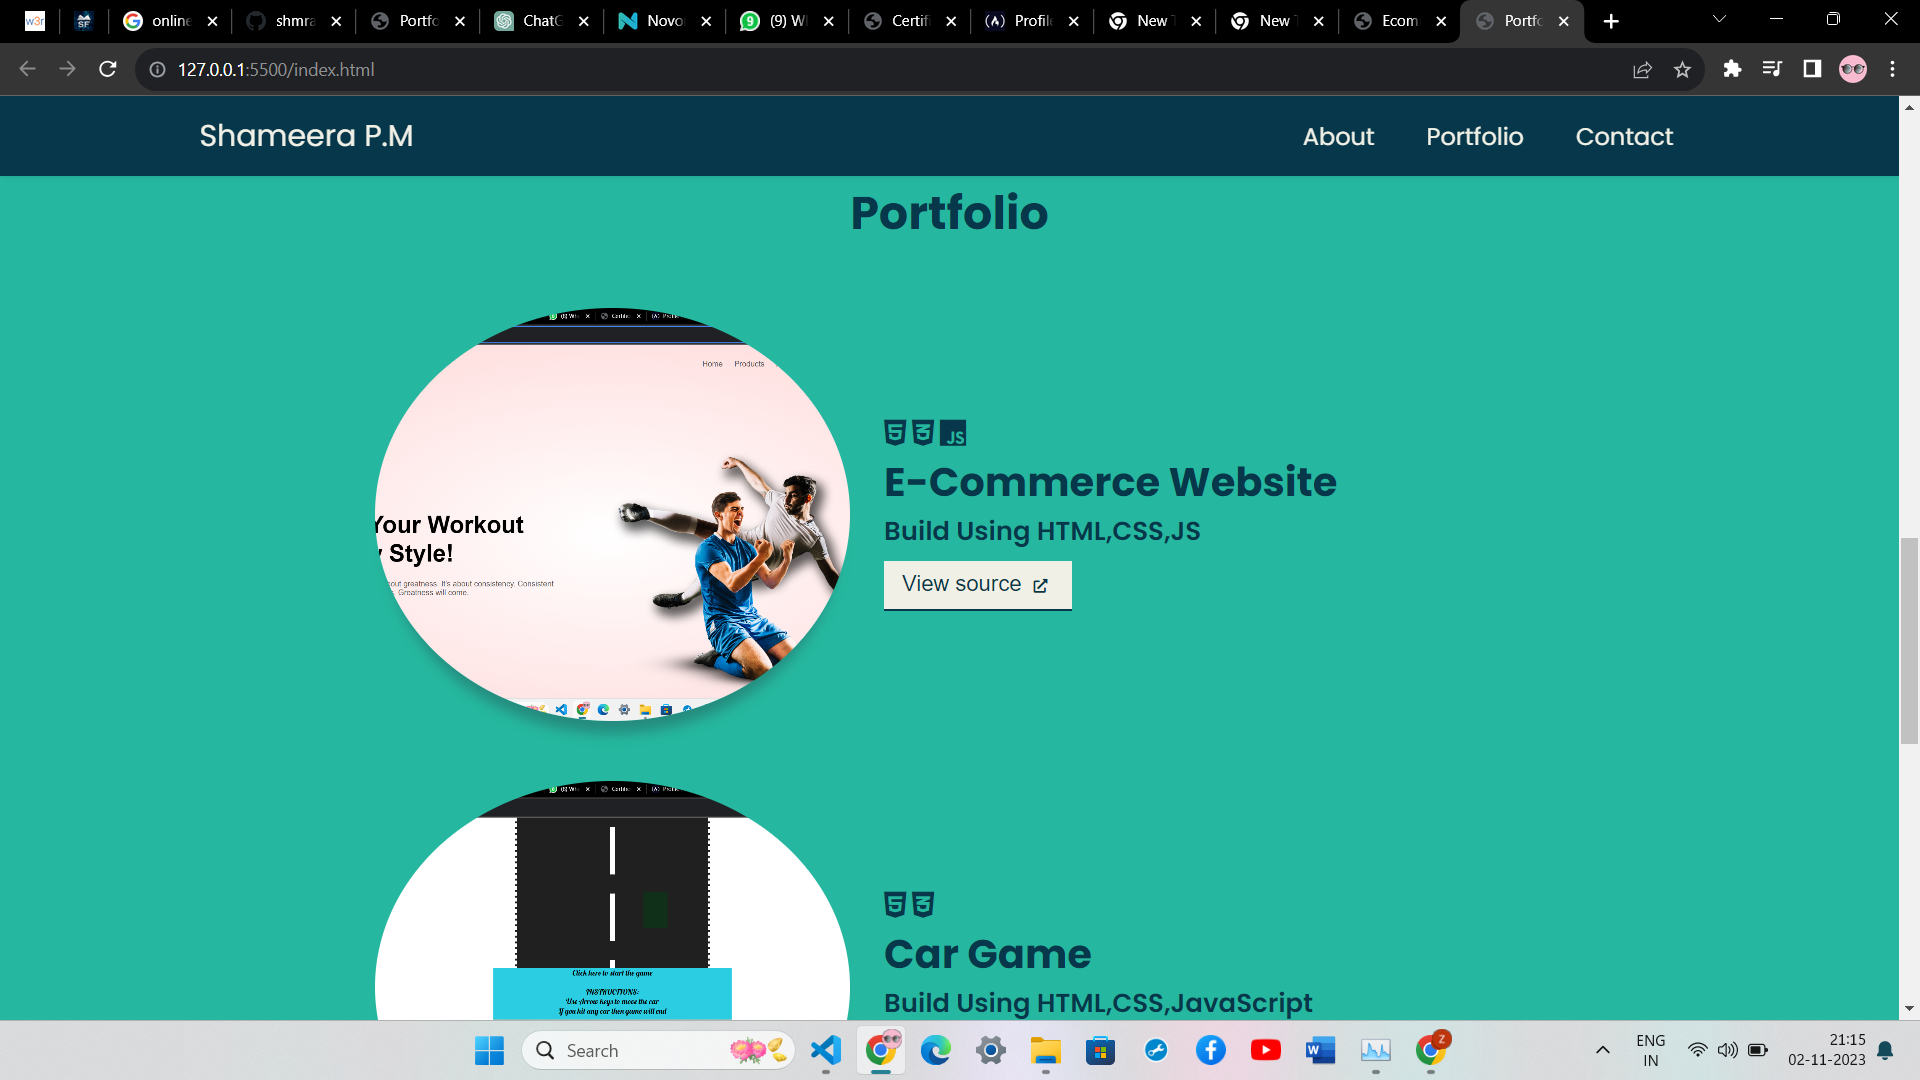 w3r
SF
online
shmra
Portfo
ChatG
Novo
(9) W
Certifi
Profile
New T
New T
Ecom
Portfo
127.0.0.1:5500/index.html
Shameera P.M
About
Portfolio
Contact
Portfolio
Home
Products
Your Workout
Style!
out greatness. It's about consistency. Consistent
Greatness will come.
JS
E-Commerce Website
Build Using HTML,CSS,JS
View source
Click here to start the game
INSTRUCTIONS:
Use Arrow keys to move the car
If you hit any car then game will end
Car Game
Build Using HTML,CSS,JavaScript
Search
Z
ENG
IN
21:15
02-11-2023